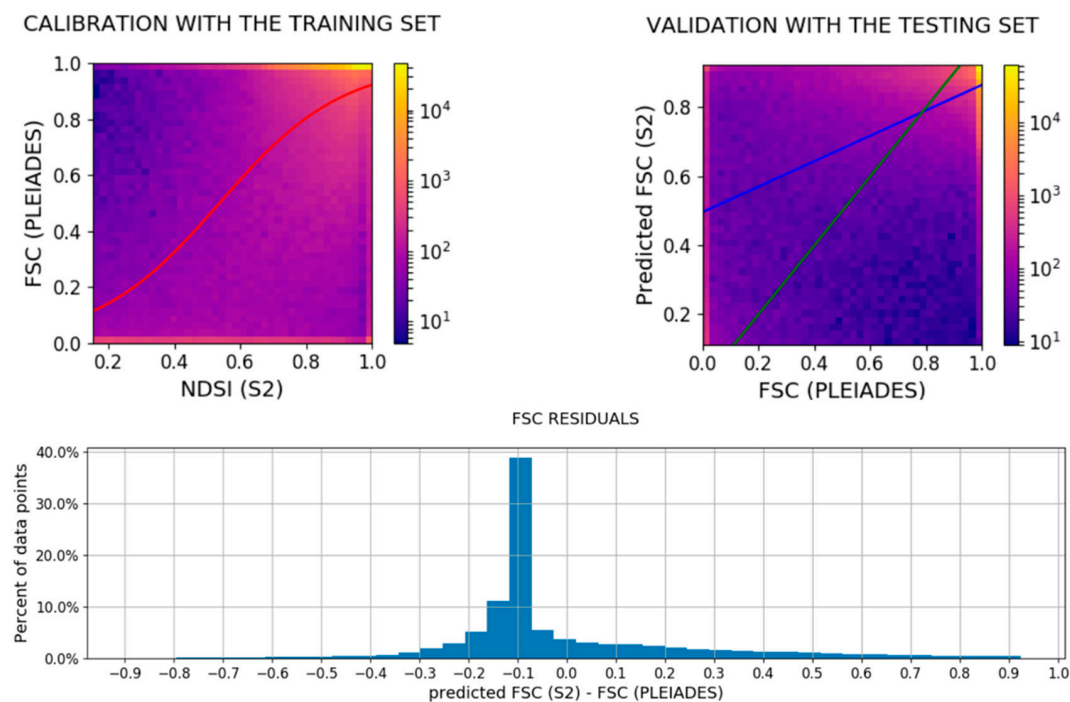 CALIBRATION WITH THE TRAINING SET
VALIDATION WITH THE TESTING SET
1.0
0.8
0.6
0.4
0.2
0.0
FSC (PLEIADES)
0.2 0.4 0.6 0.8 1.0
NDSI (S2)
10^4
10^3
10^2
10^1
0.8
0.6
0.4
0.2
Predicted FSC (S2)
0.0 0.2 0.4 0.6 0.8 1.0
FSC (PLEIADES)
10^4
10^3
10^2
10^1
FSC RESIDUALS
40.0%
30.0%
20.0%
10.0%
0.0%
Percent of data points
−0.9 −0.8 −0.7 −0.6 −0.5 −0.4 −0.3 −0.2 −0.1 0.0 0.1 0.2 0.3 0.4 0.5 0.6 0.7 0.8 0.9 1.0
predicted FSC (S2) - FSC (PLEIADES)